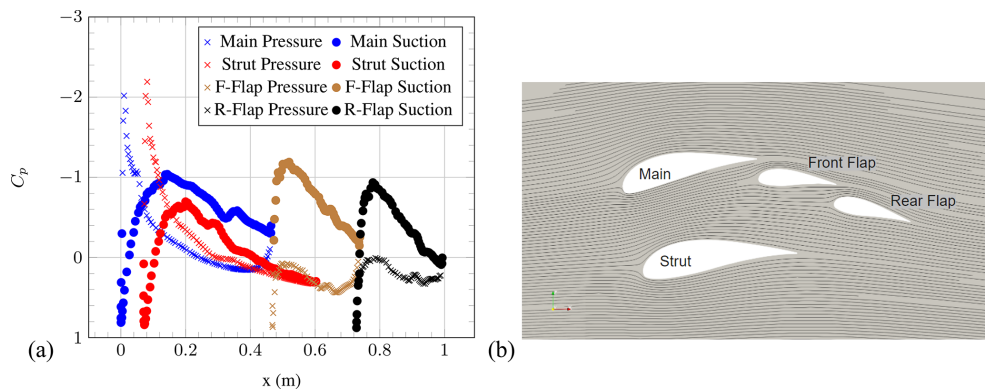 −3
−2
−1
0
1
C_p
× Main Pressure ● Main Suction
× Strut Pressure ● Strut Suction
× F-Flap Pressure ● F-Flap Suction
× R-Flap Pressure ● R-Flap Suction
0 0.2 0.4 0.6 0.8 1
x (m)
(a)
Main
Front Flap
Rear Flap
Strut
(b)